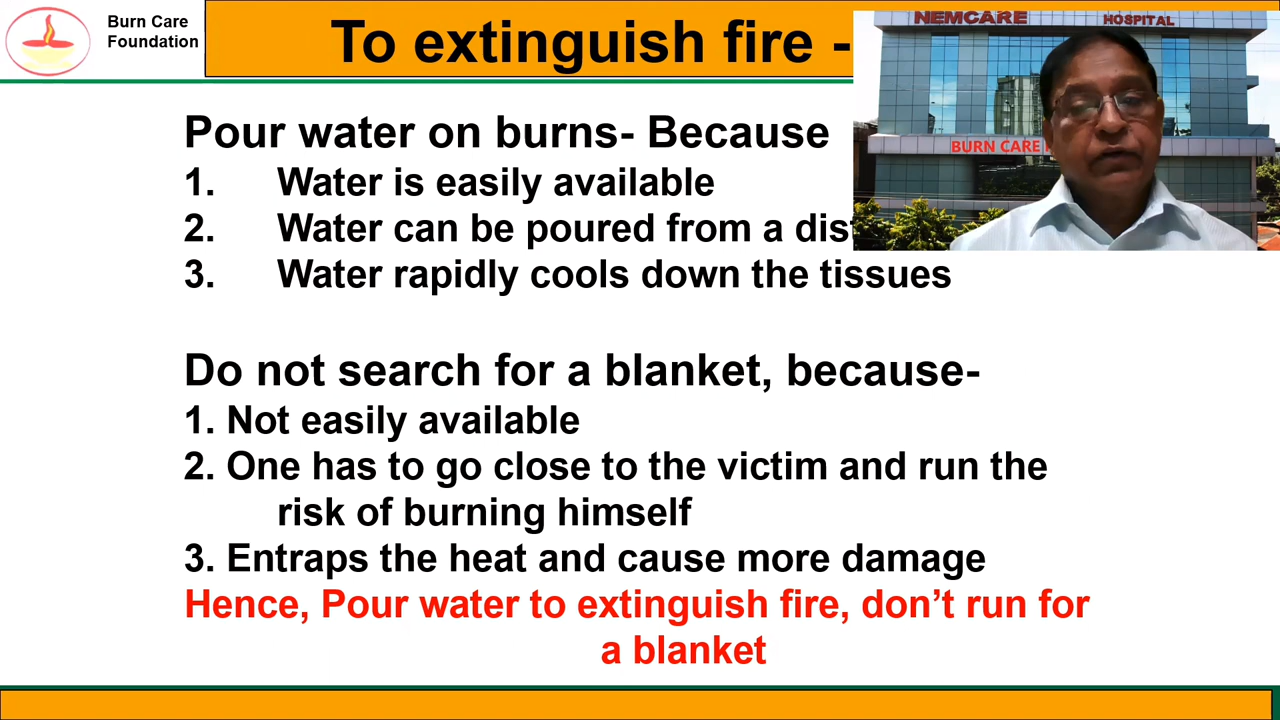 Burn Care
Foundation
To extinguish fire -
NEMCARE HOSPITAL
BURN CARE
Pour water on burns- Because
1. Water is easily available
2. Water can be poured from a
3. Water rapidly cools down the tissues
Do not search for a blanket, because-
1. Not easily available
2. One has to go close to the victim and run the
risk of burning himself
3. Entraps the heat and cause more damage
Hence, Pour water to extinguish fire, don’t run for
a blanket